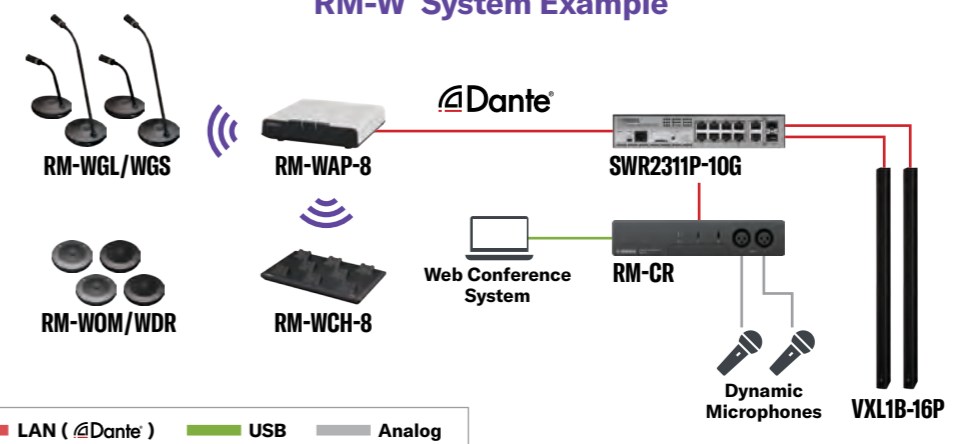 RM-W System Example
Dante
RM-WGL/WGS
RM-WAP-8
SWR2311P-10G
Web Conference
System
RM-CR
RM-WOM/WDR
RM-WCH-8
Dynamic
Microphones
VXL1B-16P
LAN ( Dante )
USB
Analog